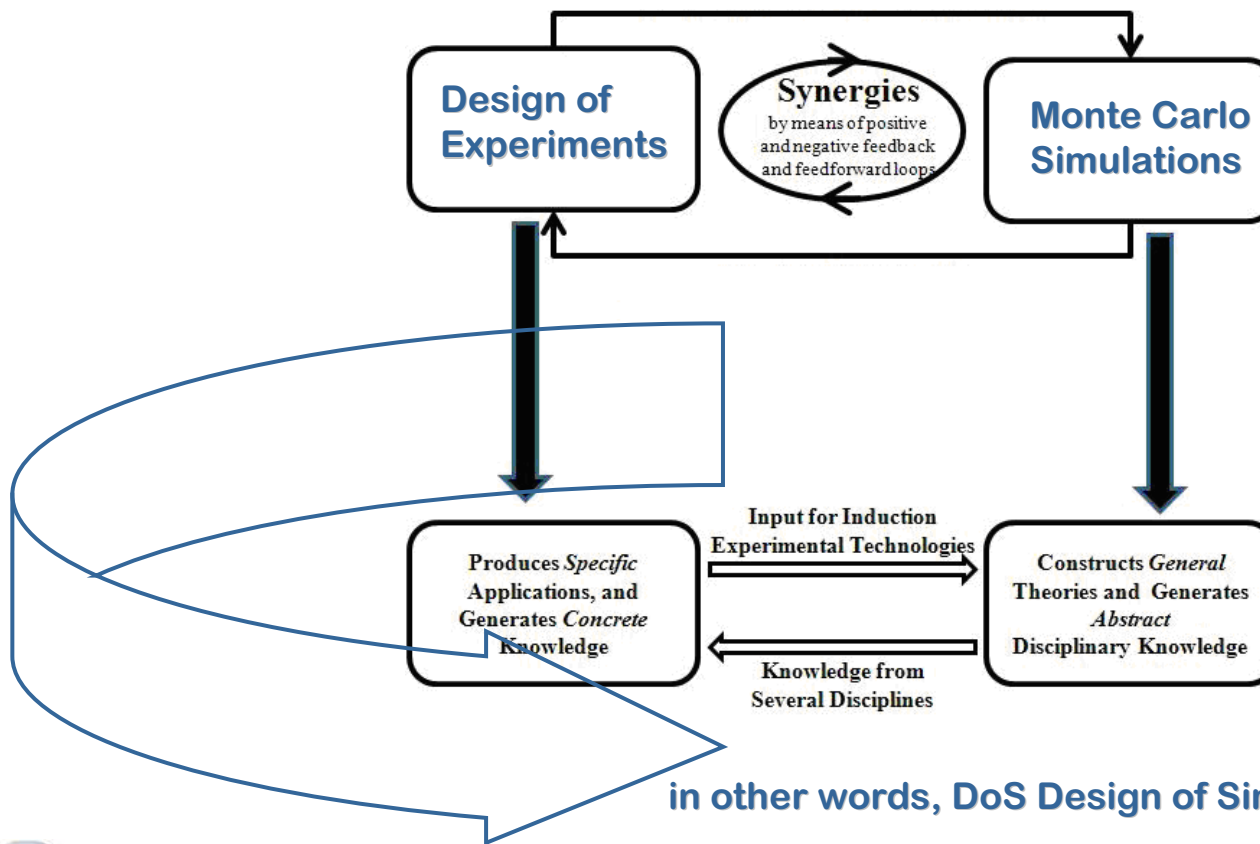 Design of
Experiments
Synergies
by means of positive
and negative feedback
and feedforward loops
Monte Carlo
Simulations
Input for Induction
Experimental Technologies
Produces Specific
Applications, and
Generates Concrete
Knowledge
Constructs General
Theories and Generates
Abstract
Disciplinary Knowledge
Knowledge from
Several Disciplines
in other words, DoS Design of